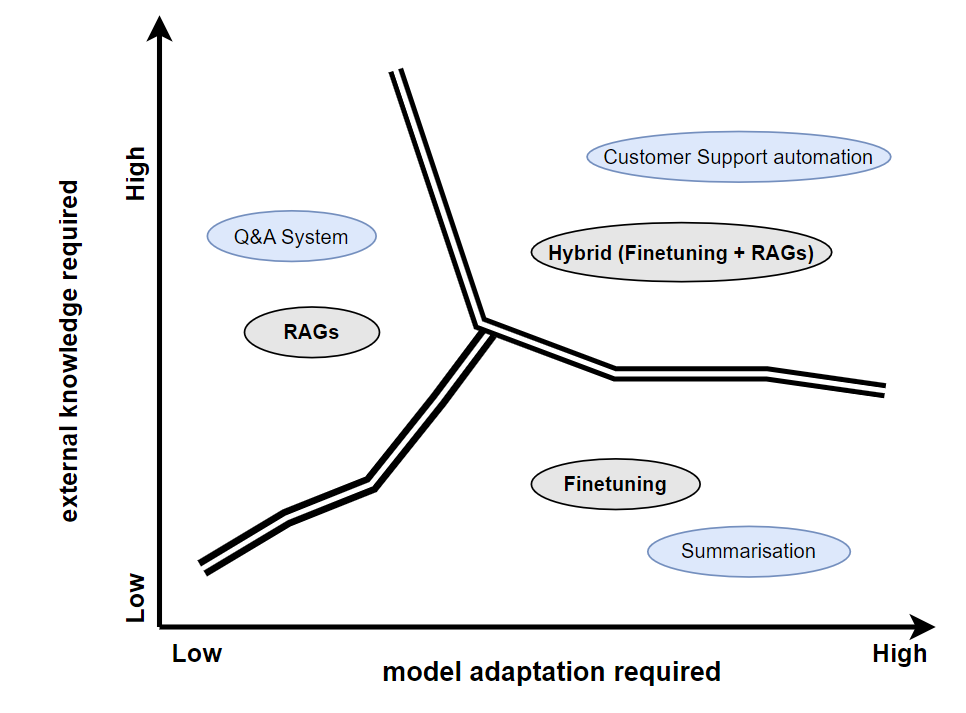 Customer Support automation
Hybrid (Finetuning + RAGs)
Q&A System
RAGs
Finetuning
Summarisation
external knowledge required
High
Low
Low
High
model adaptation required